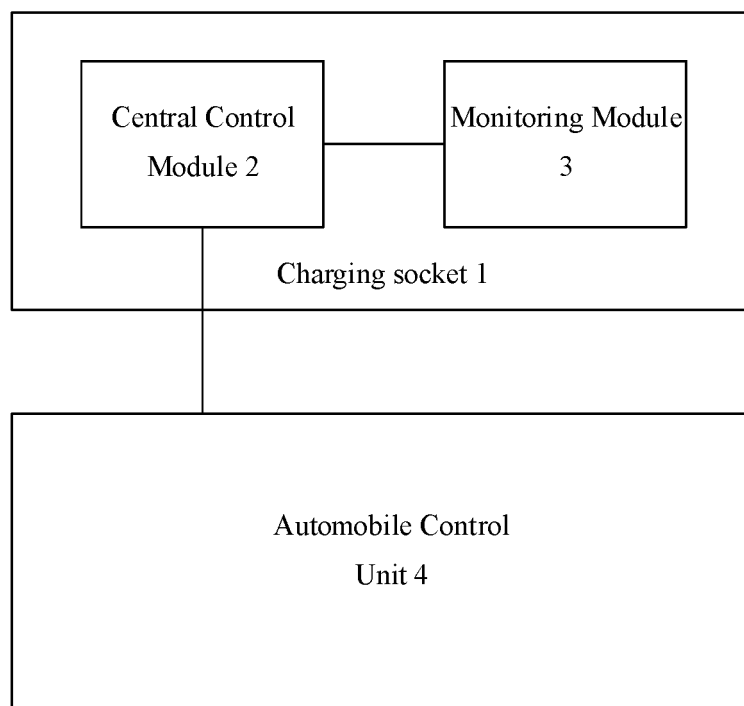 Central Control
Module 2
Monitoring Module
3
Charging socket 1
Automobile Control
Unit 4